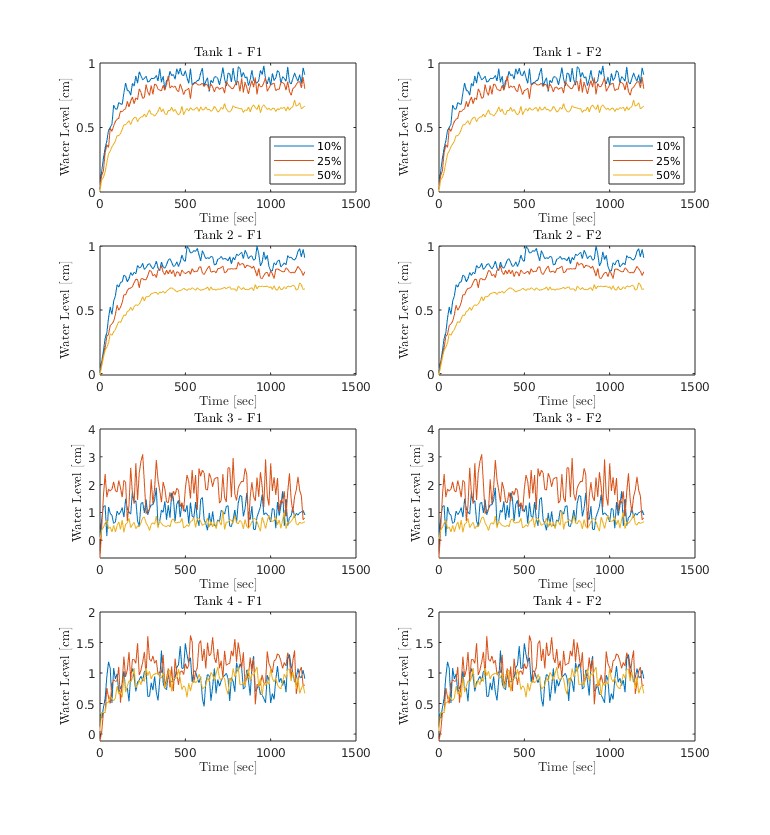 Tank 1 - F1
Water Level [cm]
1
0.5
0
10%
25%
50%
0 500 1000 1500
Time [sec]
Tank 1 - F2
Water Level [cm]
1
0.5
0
10%
25%
50%
0 500 1000 1500
Time [sec]
Tank 2 - F1
Water Level [cm]
1
0.5
0
0 500 1000 1500
Time [sec]
Tank 2 - F2
Water Level [cm]
1
0.5
0
0 500 1000 1500
Time [sec]
Tank 3 - F1
Water Level [cm]
4
3
2
1
0
0 500 1000 1500
Time [sec]
Tank 3 - F2
Water Level [cm]
4
3
2
1
0
0 500 1000 1500
Time [sec]
Tank 4 - F1
Water Level [cm]
2
1.5
1
0.5
0
0 500 1000 1500
Time [sec]
Tank 4 - F2
Water Level [cm]
2
1.5
1
0.5
0
0 500 1000 1500
Time [sec]